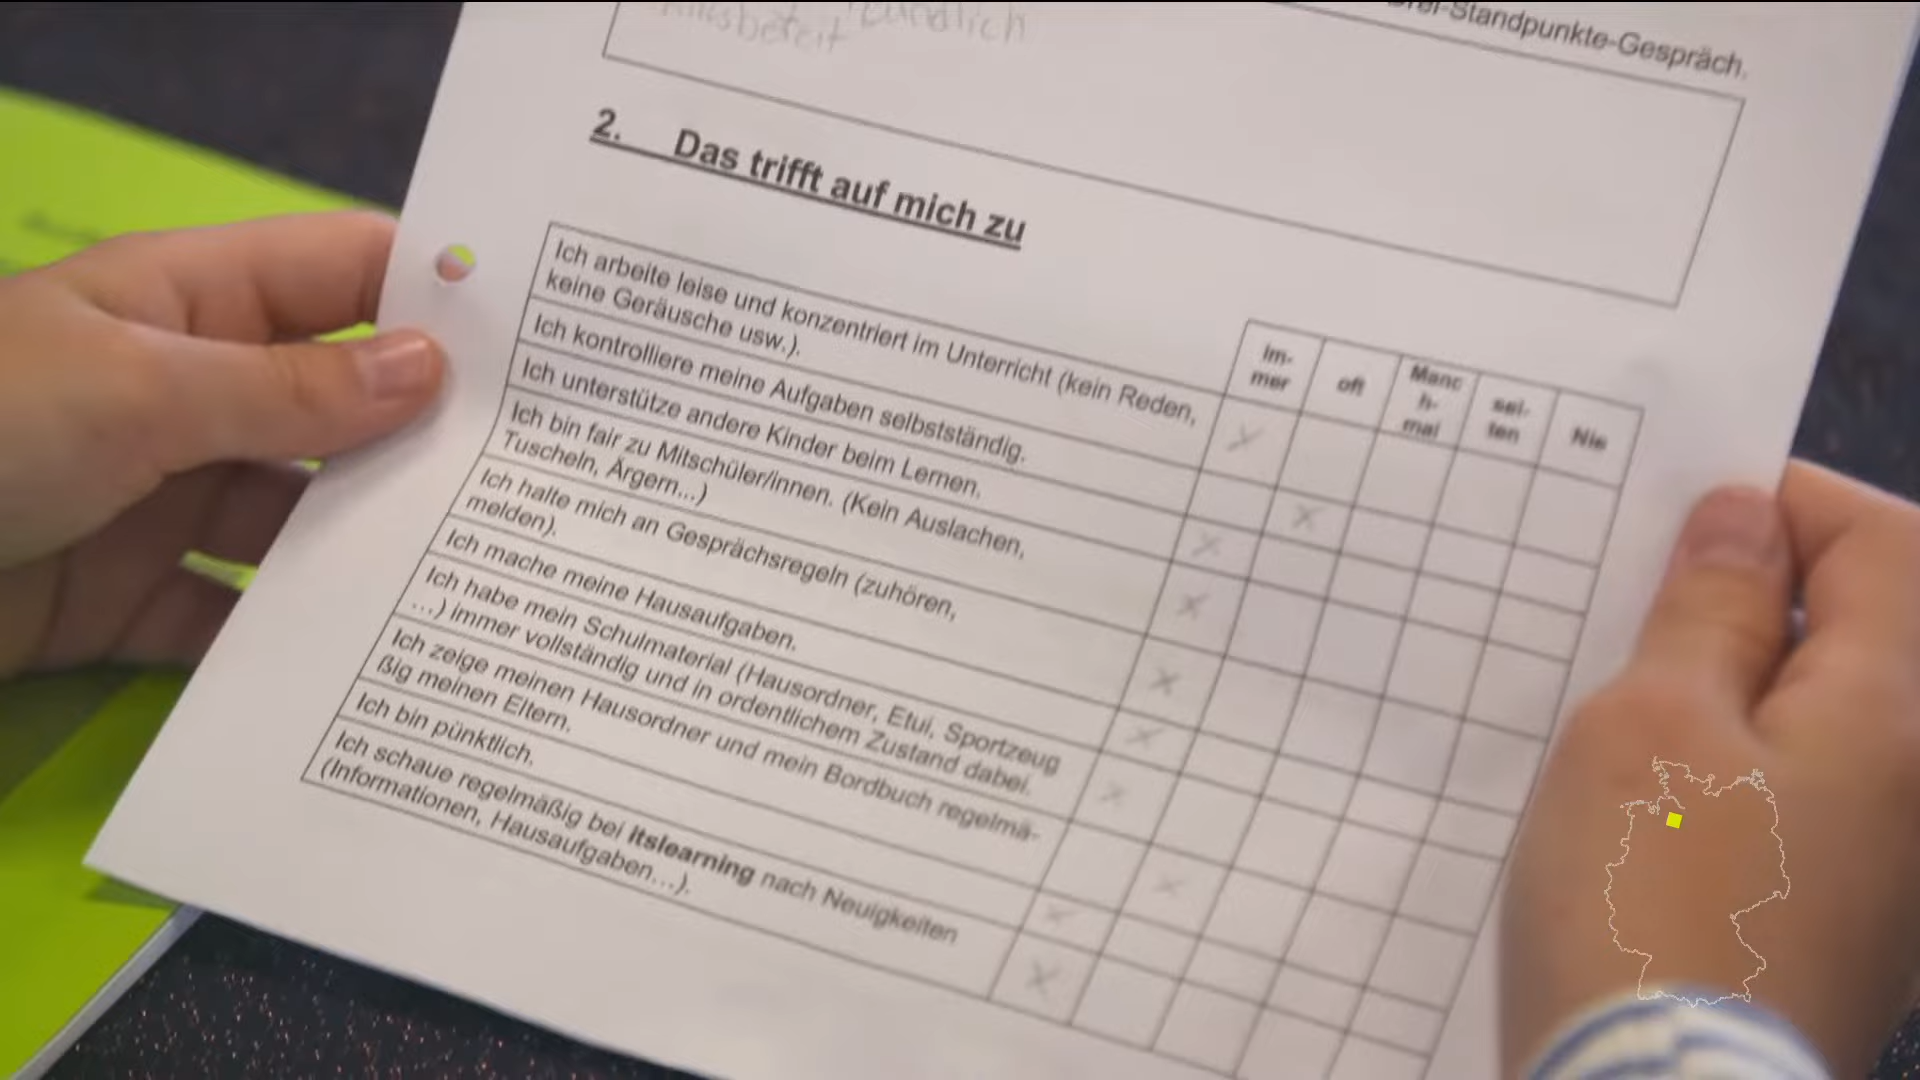 -Standpunkte-Gespräch.
2. Das trifft auf mich zu
Im-
mer
oft
Manc
h-
mal
sel-
ten
Nie
Ich arbeite leise und konzentriert im Unterricht (kein Reden,
keine Geräusche usw.).
Ich kontrolliere meine Aufgaben selbstständig.
Ich unterstütze andere Kinder beim Lernen.
Ich bin fair zu Mitschüler/innen. (Kein Auslachen,
Tuscheln, Ärgern...)
Ich halte mich an Gesprächsregeln (zuhören,
melden).
Ich mache meine Hausaufgaben.
Ich habe mein Schulmaterial (Hausordner, Etui, Sportzeug
...) immer vollständig und in ordentlichem Zustand dabei.
Ich zeige meinen Hausordner und mein Bordbuch regelmä-
ßig meinen Eltern.
Ich bin pünktlich.
Ich schaue regelmäßig bei itslearning nach Neuigkeiten
(Informationen, Hausaufgaben...).